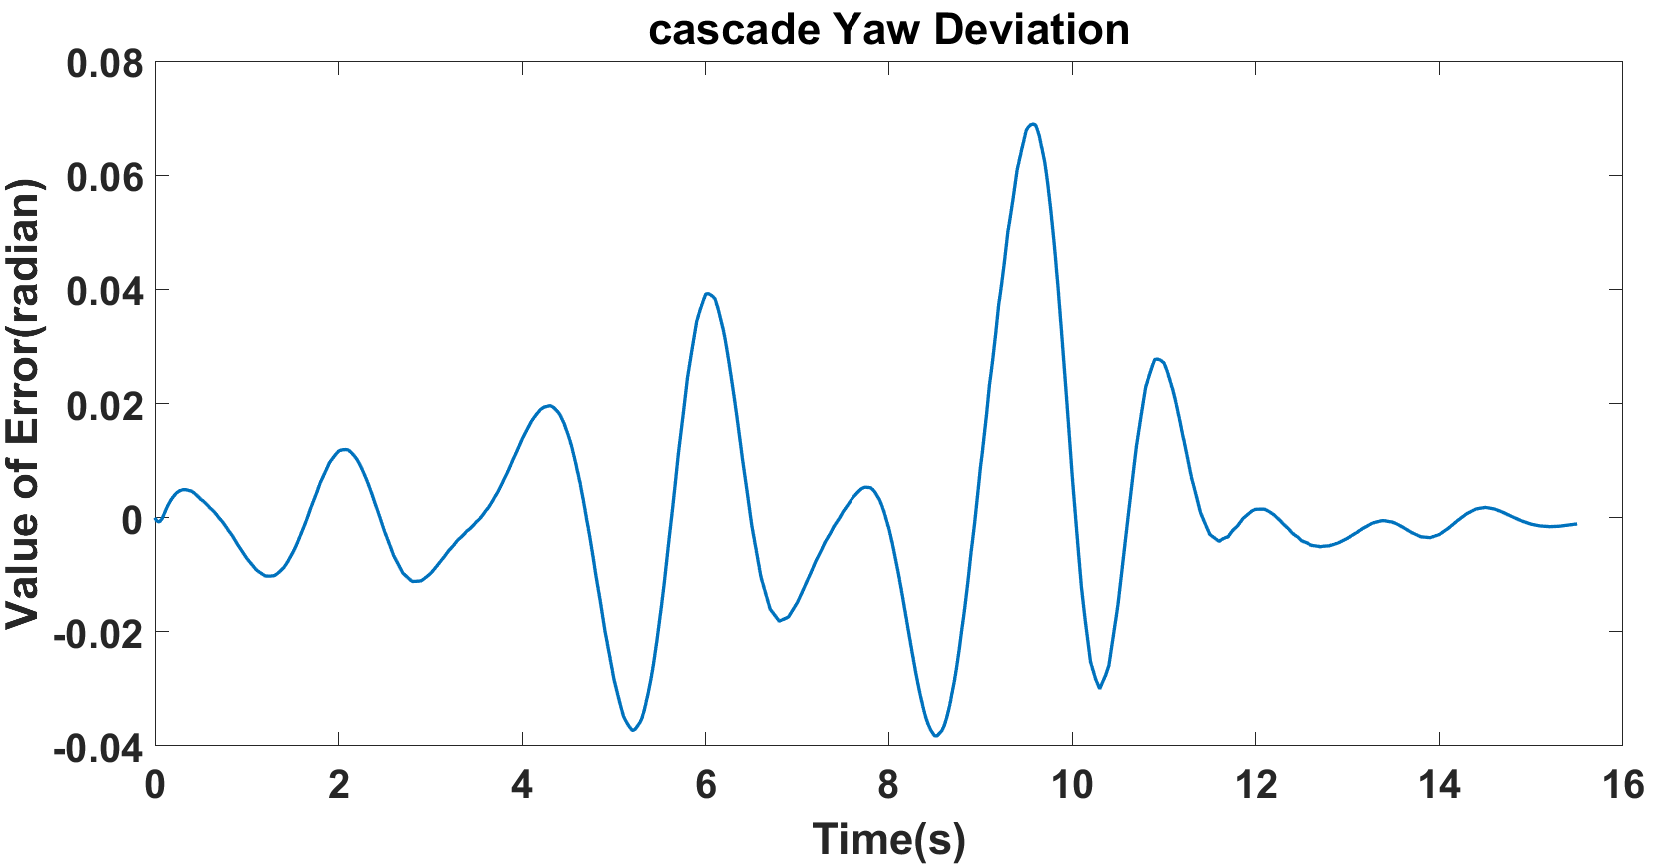 cascade Yaw Deviation
Value of Error(radian)
0.08
0.06
0.04
0.02
0
-0.02
-0.04
0 2 4 6 8 10 12 14 16
Time(s)